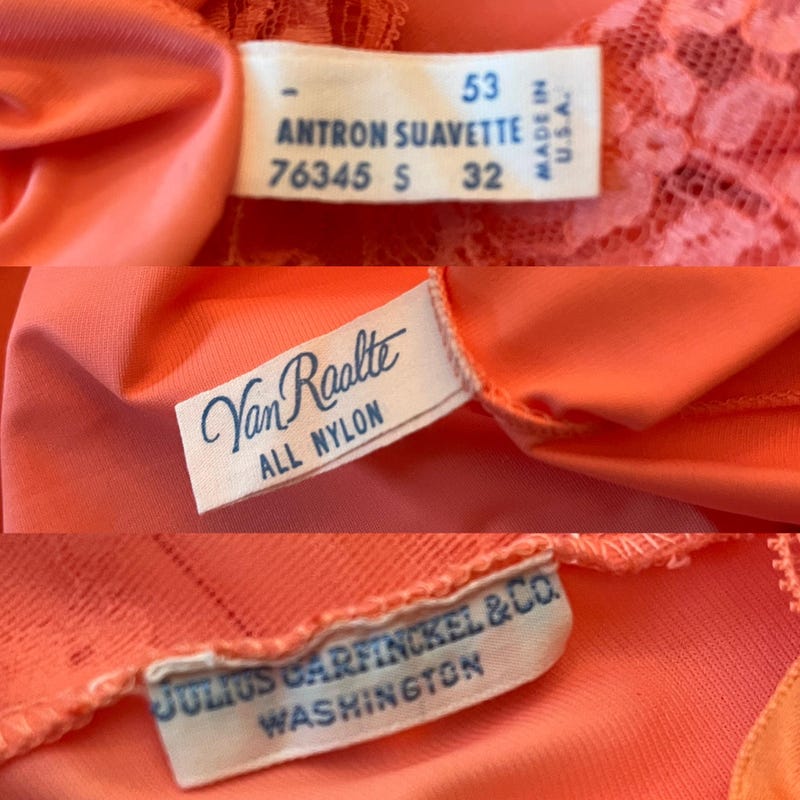 - 53
ANTRON SUAVETTE
76345 S 32
MADE IN
U.S.A.
Van Raalte
ALL NYLON
JULIUS GARFINCKEL & CO.
WASHINGTON